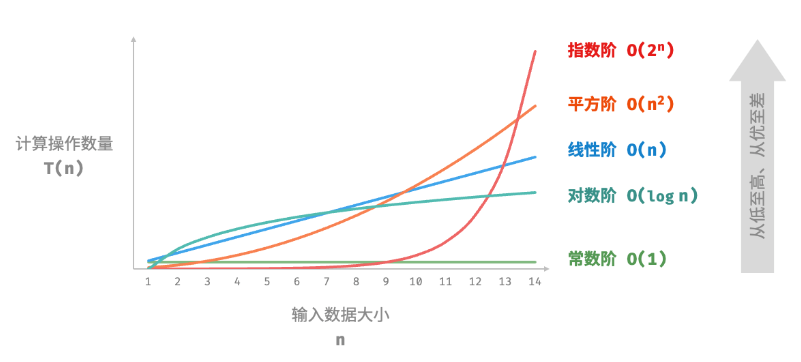 指数阶 O(2ⁿ)
平方阶 O(n²)
线性阶 O(n)
对数阶 O(log n)
常数阶 O(1)
从低至高、从优至差
计算操作数量
T(n)
1 2 3 4 5 6 7 8 9 10 11 12 13 14
输入数据大小
n